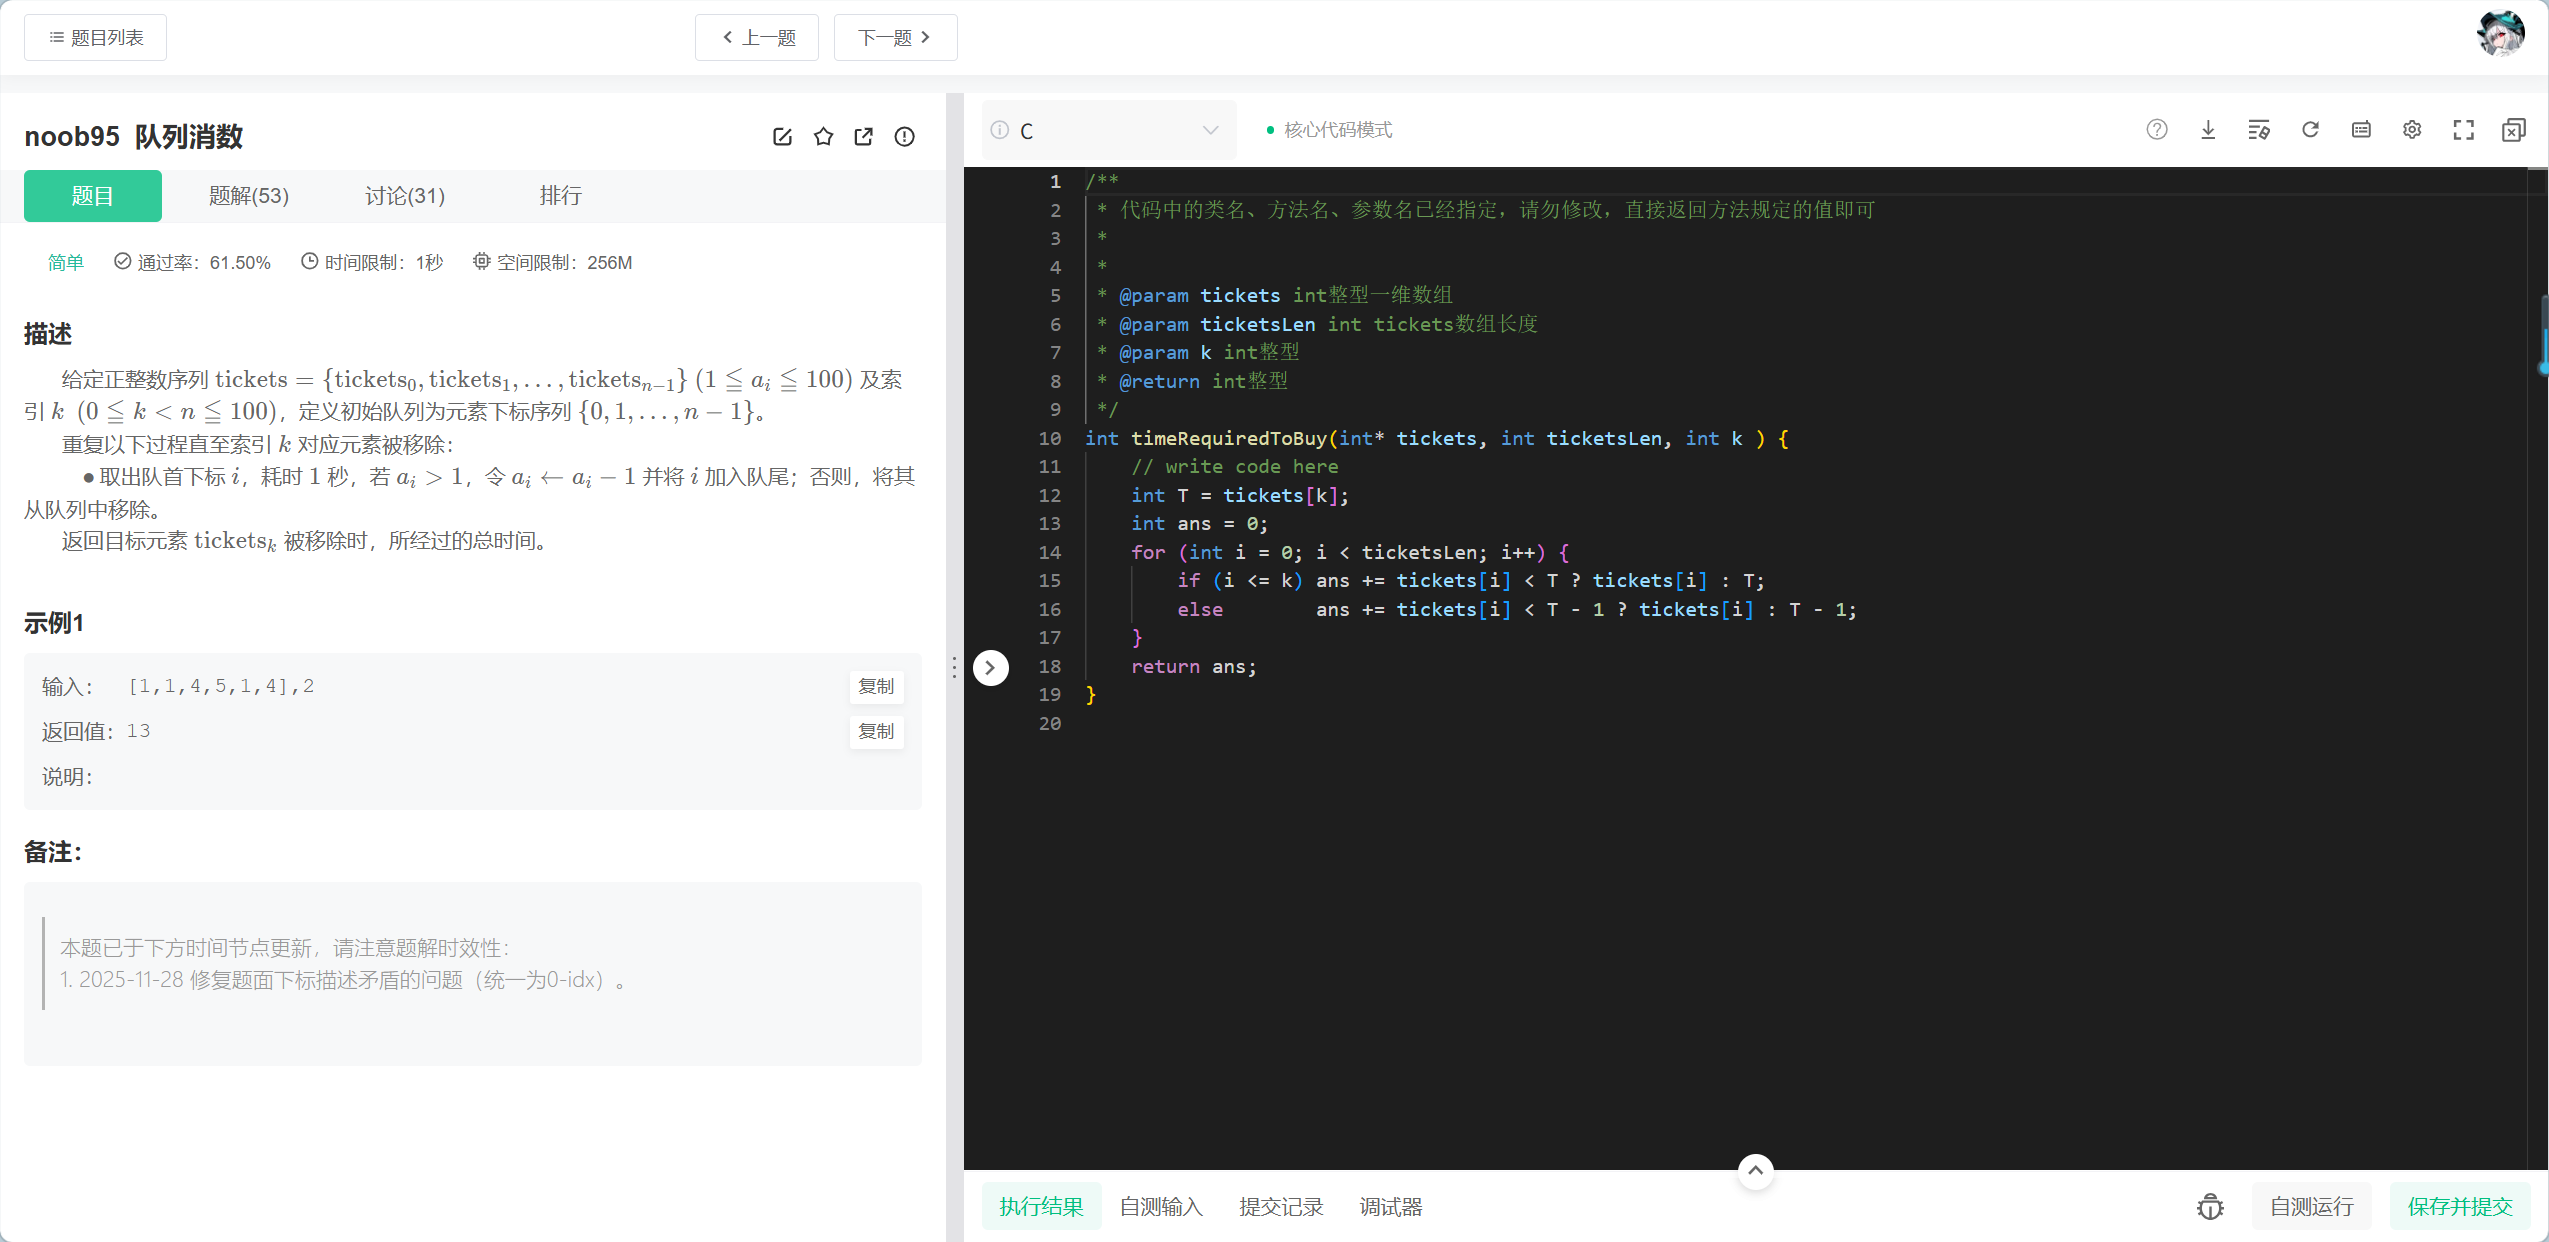 题目列表
上一题
下一题
noob95 队列消数
题目 题解(53) 讨论(31) 排行
简单 通过率：61.50% 时间限制：1秒 空间限制：256M
描述
给定正整数序列 tickets = {tickets₀, tickets₁, …, ticketsₙ₋₁} (1 ≦ aᵢ ≦ 100) 及索
引 k (0 ≦ k < n ≦ 100)，定义初始队列为元素下标序列 {0, 1, …, n − 1}。
重复以下过程直至索引 k 对应元素被移除：
● 取出队首下标 i，耗时 1 秒，若 aᵢ > 1，令 aᵢ ← aᵢ − 1 并将 i 加入队尾；否则，将其
从队列中移除。
返回目标元素 ticketsₖ 被移除时，所经过的总时间。
示例1
输入： [1,1,4,5,1,4],2 复制
返回值：13 复制
说明：
备注：
本题已于下方时间节点更新，请注意题解时效性：
1. 2025-11-28 修复题面下标描述矛盾的问题（统一为0-idx）。
C
核心代码模式
1 /**
2  * 代码中的类名、方法名、参数名已经指定，请勿修改，直接返回方法规定的值即可
3  *
4  *
5  * @param tickets int整型一维数组
6  * @param ticketsLen int tickets数组长度
7  * @param k int整型
8  * @return int整型
9  */
10 int timeRequiredToBuy(int* tickets, int ticketsLen, int k ) {
11     // write code here
12     int T = tickets[k];
13     int ans = 0;
14     for (int i = 0; i < ticketsLen; i++) {
15         if (i <= k) ans += tickets[i] < T ? tickets[i] : T;
16         else        ans += tickets[i] < T - 1 ? tickets[i] : T - 1;
17     }
18     return ans;
19 }
20
执行结果 自测输入 提交记录 调试器
自测运行 保存并提交